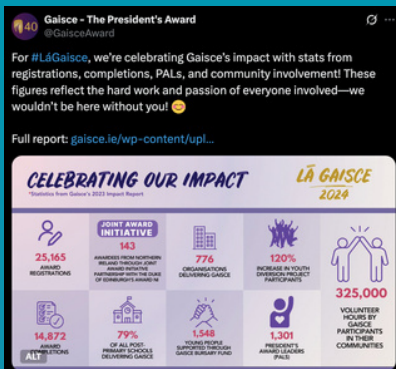 40
Gaisce - The President's Award
@GaisceAward
For #LáGaisce, we're celebrating Gaisce's impact with stats from
registrations, completions, PALs, and community involvement! These
figures reflect the hard work and passion of everyone involved—we
wouldn't be here without you! 😊
Full report: gaisce.ie/wp-content/upl...
CELEBRATING OUR IMPACT
*Statistics from Gaisce's 2023 Impact Report
LÁ GAISCE
2024
25,165
AWARD
REGISTRATIONS
JOINT AWARD
INITIATIVE
143
AWARDEES FROM NORTHERN
IRELAND THROUGH JOINT
AWARD INITIATIVE
PARTNERSHIP WITH THE DUKE
OF EDINBURGH'S AWARD NI
776
ORGANISATIONS
DELIVERING GAISCE
120%
INCREASE IN YOUTH
DIVERSION PROJECT
PARTICIPANTS
325,000
VOLUNTEER
HOURS BY
GAISCE
PARTICIPANTS
IN THEIR
COMMUNITIES
14,872
AWARD
COMPLETIONS
79%
OF ALL POST-
PRIMARY SCHOOLS
DELIVERING GAISCE
1,548
YOUNG PEOPLE
SUPPORTED THROUGH
GAISCE BURSARY FUND
1,301
PRESIDENT'S
AWARD LEADERS
(PALS)
ALT